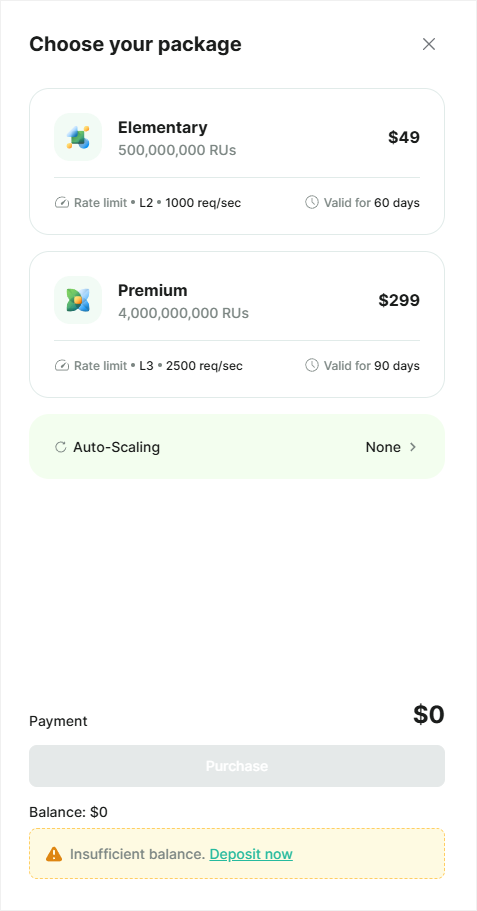 Choose your package
Elementary
$49
500,000,000 RUs
Rate limit • L2 • 1000 req/sec
Valid for 60 days
Premium
$299
4,000,000,000 RUs
Rate limit • L3 • 2500 req/sec
Valid for 90 days
Auto-Scaling
None
Payment
$0
Purchase
Balance: $0
Insufficient balance. Deposit now